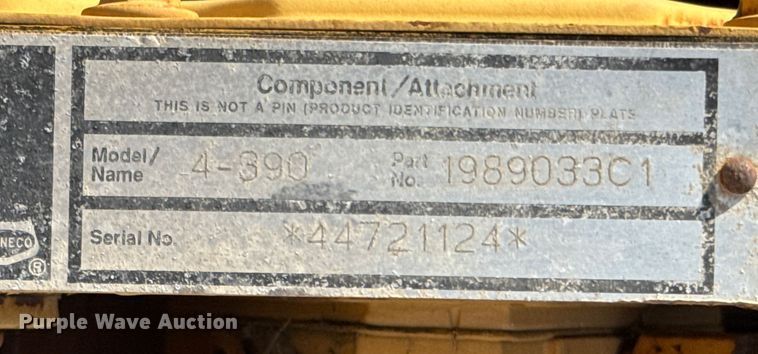 Component/Attachment
THIS IS NOT A PIN (PRODUCT IDENTIFICATION NUMBER) PLATE
Model/Name 4-390 Part No. 1989033C1
Serial No. *44721124*
NECO
®
Purple Wave Auction